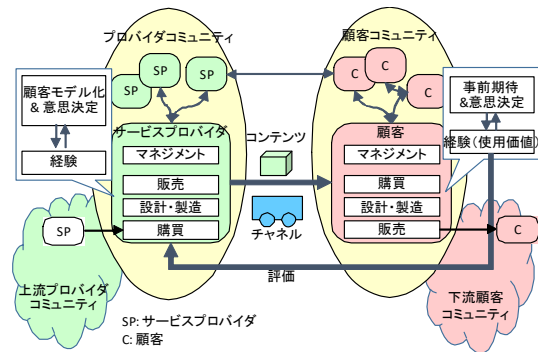 プロバイダコミュニティ
顧客コミュニティ
SP
SP
SP
C
C
C
顧客モデル化
& 意思決定
経験
事前期待
&意思決定
経験(使用価値)
サービスプロバイダ
マネジメント
販売
設計・製造
購買
コンテンツ
チャネル
顧客
マネジメント
購買
設計・製造
販売
SP
上流プロバイダ
コミュニティ
C
下流顧客
コミュニティ
評価
SP: サービスプロバイダ
C: 顧客